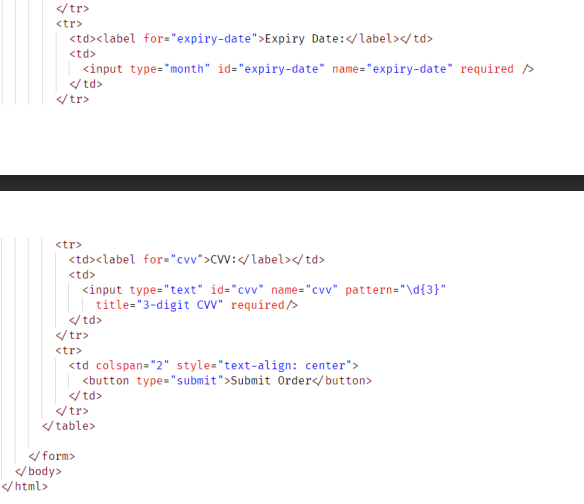 </tr>
<tr>
<td><label for="expiry-date">Expiry Date:</label></td>
<td>
<input type="month" id="expiry-date" name="expiry-date" required />
</td>
</tr>
<tr>
<td><label for="cvv">CVV:</label></td>
<td>
<input type="text" id="cvv" name="cvv" pattern="\d{3}"
title="3-digit CVV" required/>
</td>
</tr>
<tr>
<td colspan="2" style="text-align: center">
<button type="submit">Submit Order</button>
</td>
</tr>
</table>
</form>
</body>
</html>